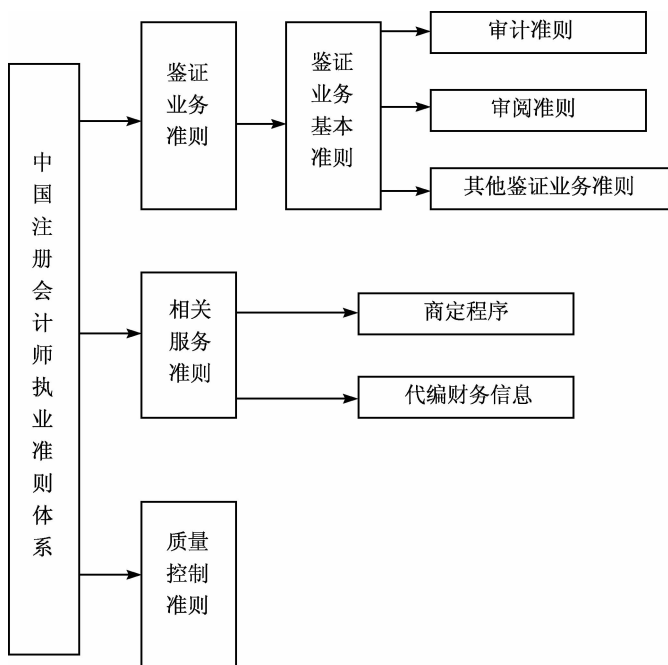 中国注册会计师执业准则体系
鉴证
业务
准则
鉴证
业务
基本
准则
审计准则
审阅准则
其他鉴证业务准则
相关
服务
准则
商定程序
代编财务信息
质量
控制
准则